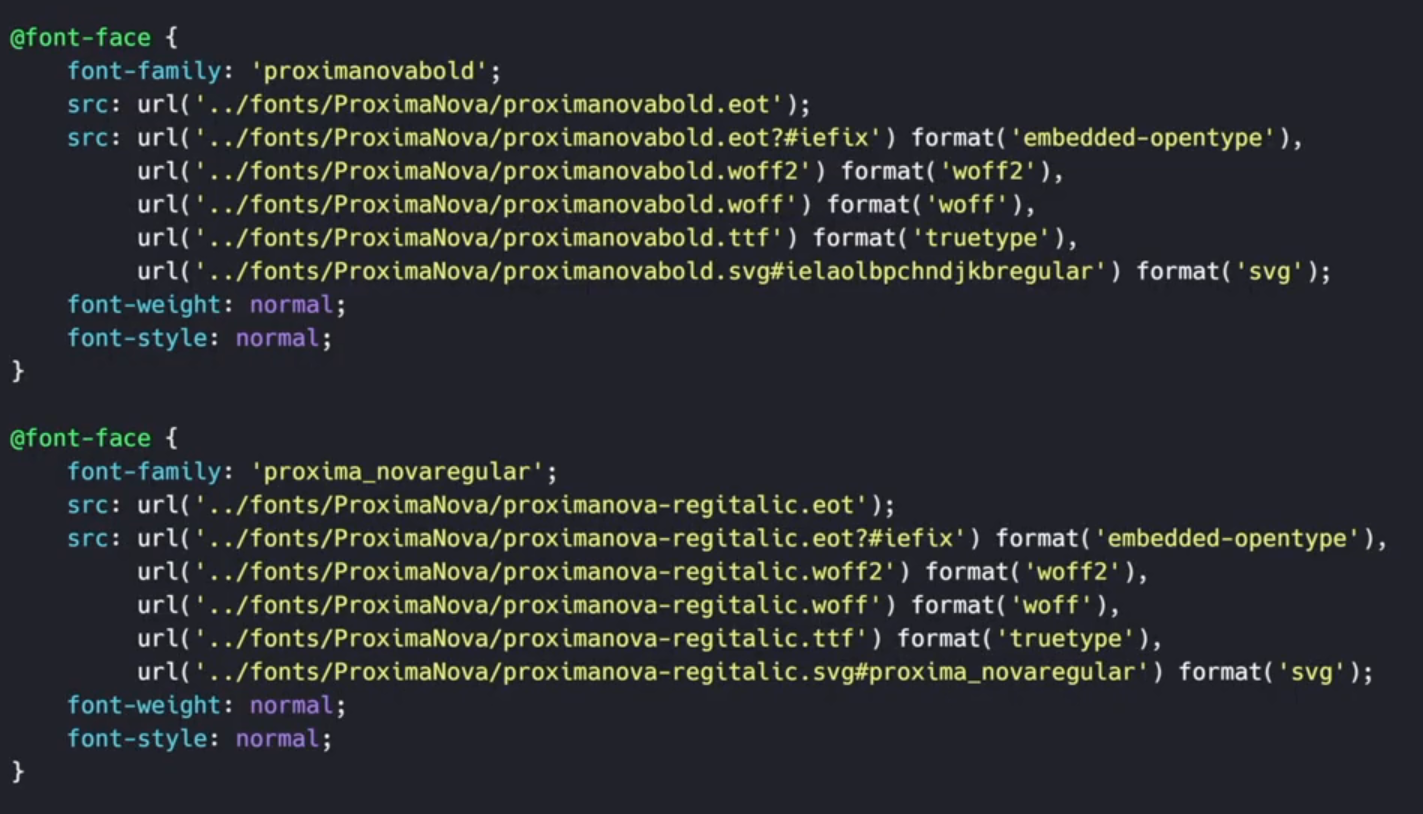 @font-face {
    font-family: 'proximanovabold';
    src: url('../fonts/ProximaNova/proximanovabold.eot');
    src: url('../fonts/ProximaNova/proximanovabold.eot?#iefix') format('embedded-opentype'),
         url('../fonts/ProximaNova/proximanovabold.woff2') format('woff2'),
         url('../fonts/ProximaNova/proximanovabold.woff') format('woff'),
         url('../fonts/ProximaNova/proximanovabold.ttf') format('truetype'),
         url('../fonts/ProximaNova/proximanovabold.svg#ielaolbpchndjkbregular') format('svg');
    font-weight: normal;
    font-style: normal;
}

@font-face {
    font-family: 'proxima_novaregular';
    src: url('../fonts/ProximaNova/proximanova-regitalic.eot');
    src: url('../fonts/ProximaNova/proximanova-regitalic.eot?#iefix') format('embedded-opentype'),
         url('../fonts/ProximaNova/proximanova-regitalic.woff2') format('woff2'),
         url('../fonts/ProximaNova/proximanova-regitalic.woff') format('woff'),
         url('../fonts/ProximaNova/proximanova-regitalic.ttf') format('truetype'),
         url('../fonts/ProximaNova/proximanova-regitalic.svg#proxima_novaregular') format('svg');
    font-weight: normal;
    font-style: normal;
}